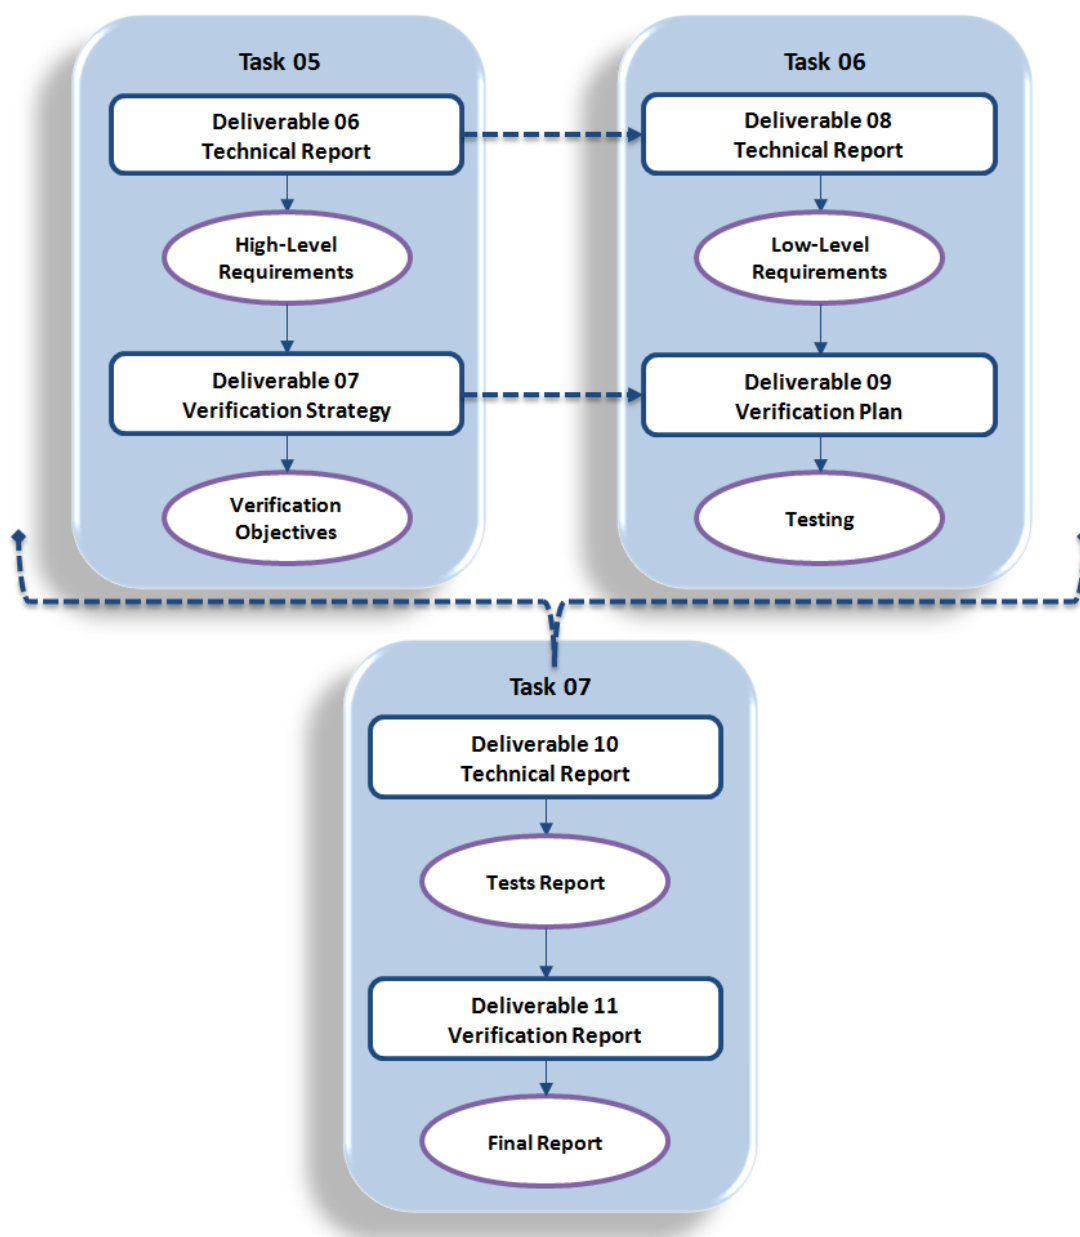 Task 05
Deliverable 06
Technical Report
High-Level
Requirements
Deliverable 07
Verification Strategy
Verification
Objectives
Task 06
Deliverable 08
Technical Report
Low-Level
Requirements
Deliverable 09
Verification Plan
Testing
Task 07
Deliverable 10
Technical Report
Tests Report
Deliverable 11
Verification Report
Final Report